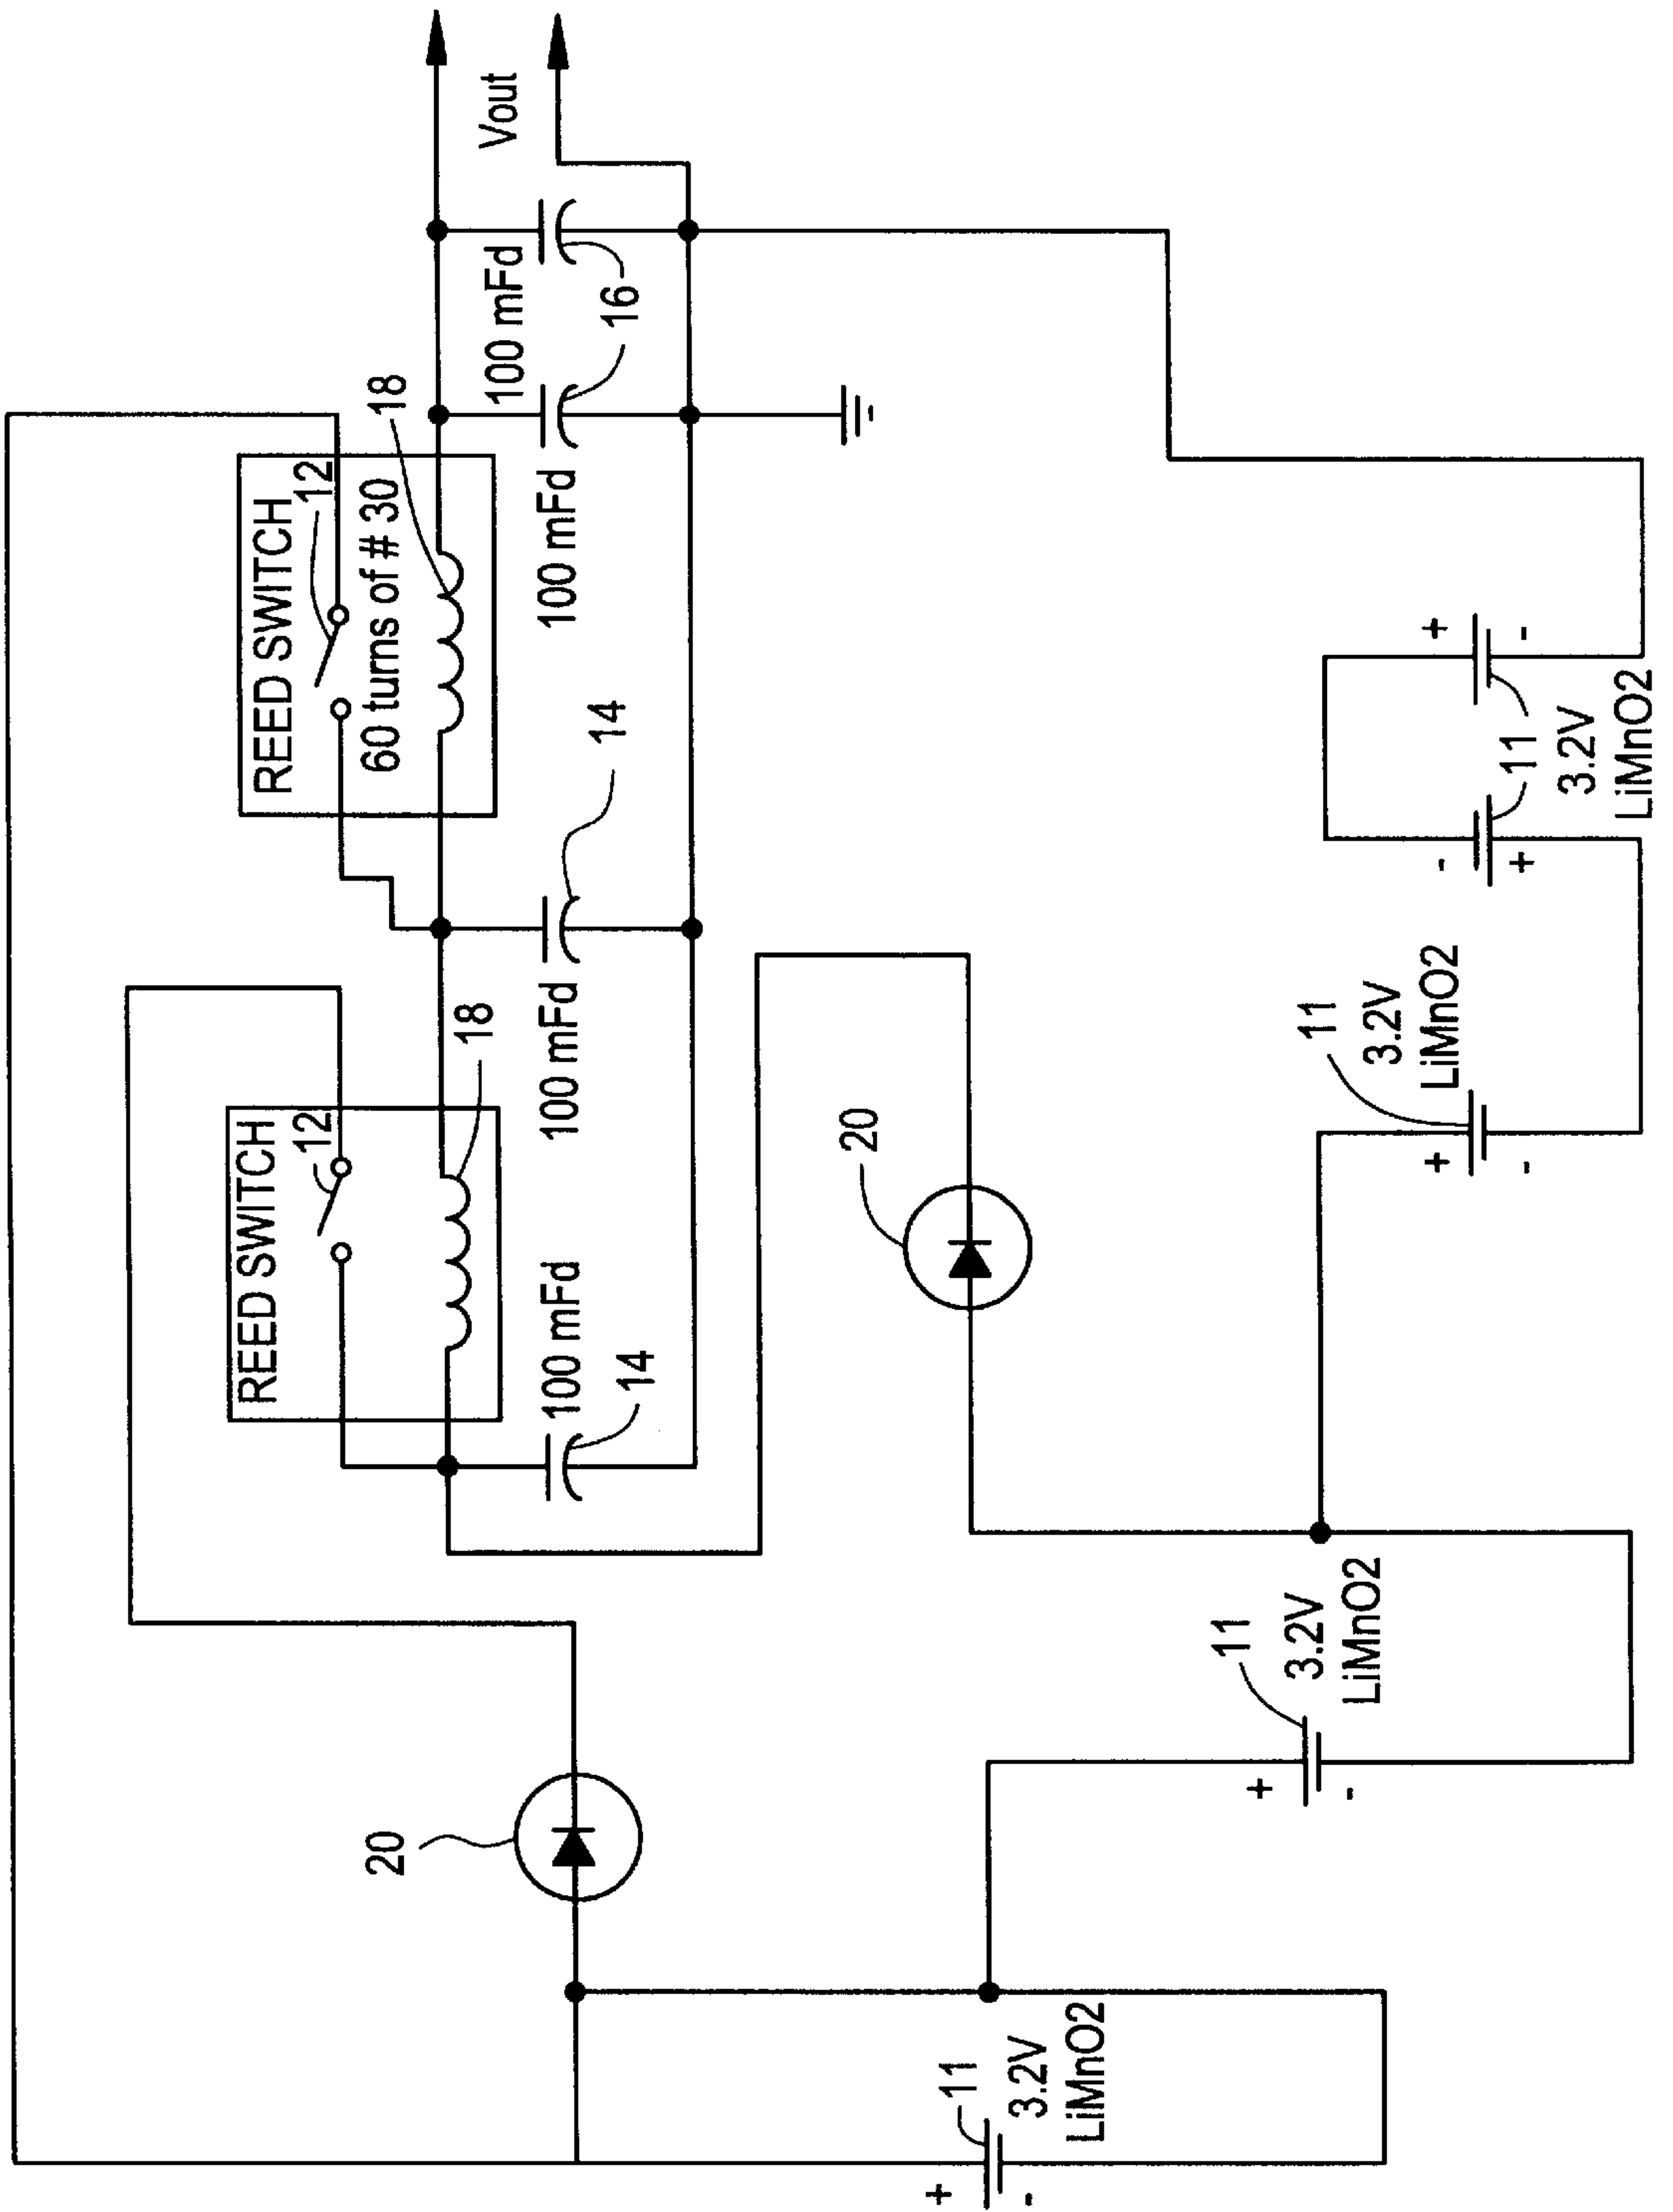 Vout
100 mFd
16
REED SWITCH
12
60 turns of # 30
18
100 mFd
14
REED SWITCH
12
18
100 mFd
100 mFd
14
20
20
+
-
11
3.2V
LiMnO2
-
+
11
3.2V
LiMnO2
+
-
11
3.2V
LiMnO2
+
-
11
3.2V
LiMnO2
+
-